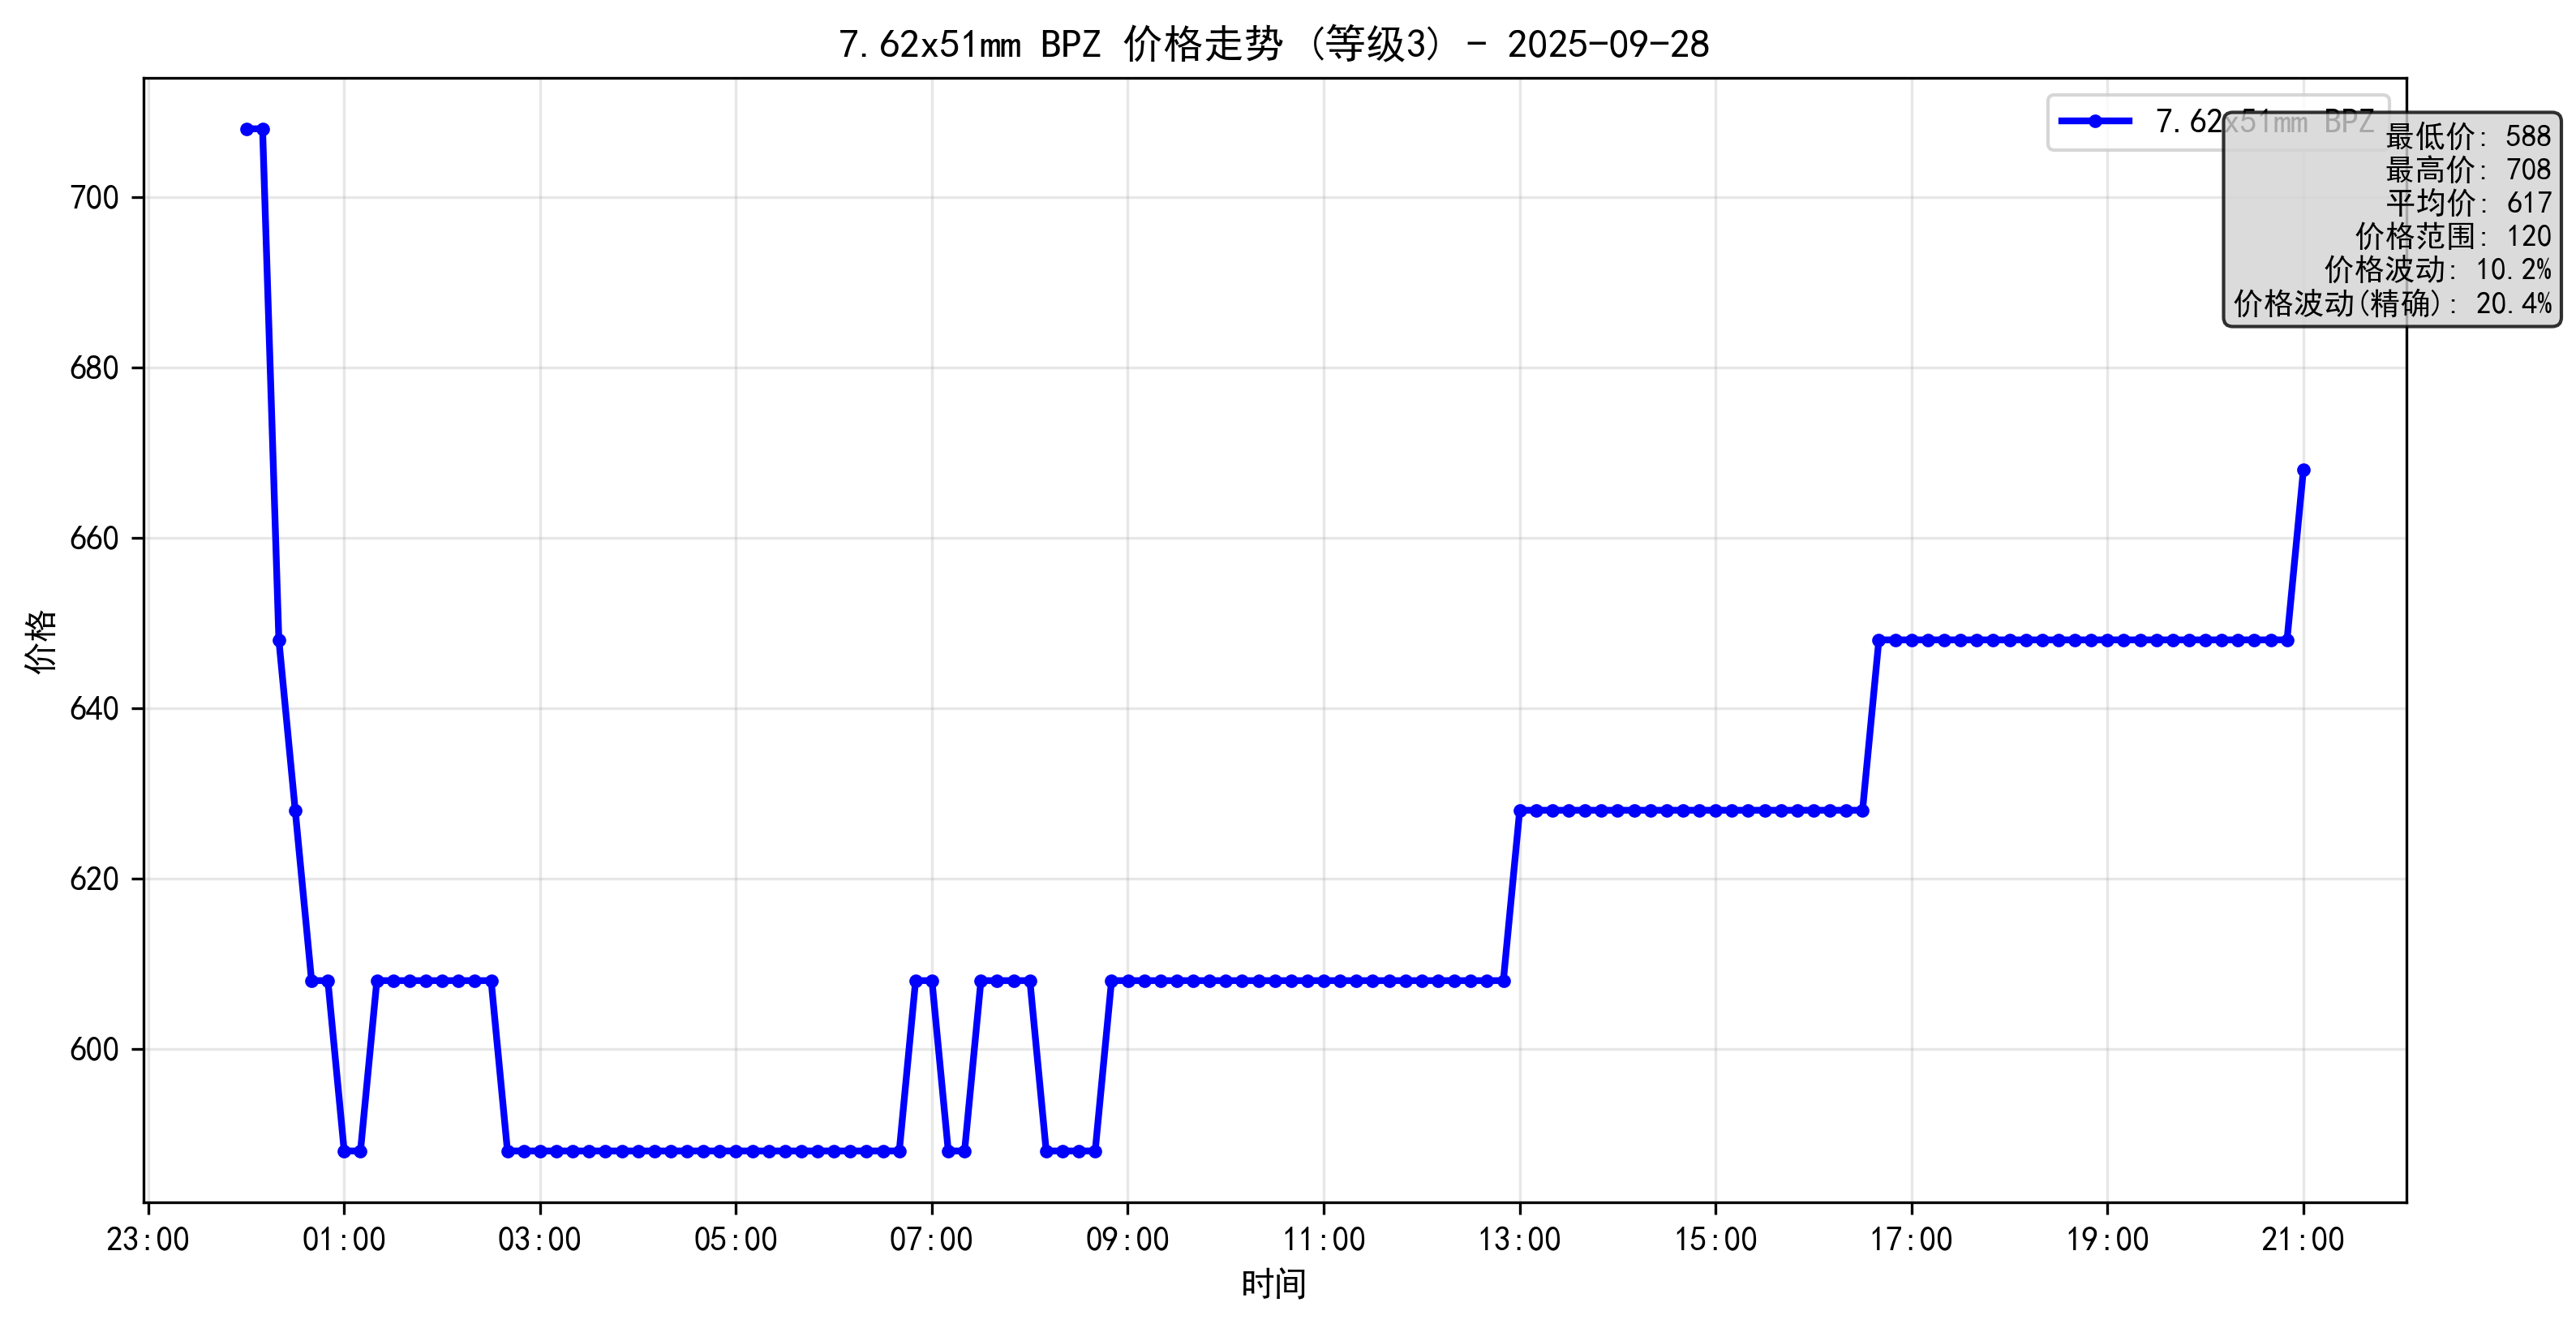 7.62x51mm BPZ 价格走势 (等级3) - 2025-09-28
7.62x51mm BPZ
最低价: 588
最高价: 708
平均价: 617
价格范围: 120
价格波动: 10.2%
价格波动(精确): 20.4%
700
680
660
640
620
600
价格
23:00 01:00 03:00 05:00 07:00 09:00 11:00 13:00 15:00 17:00 19:00 21:00
时间